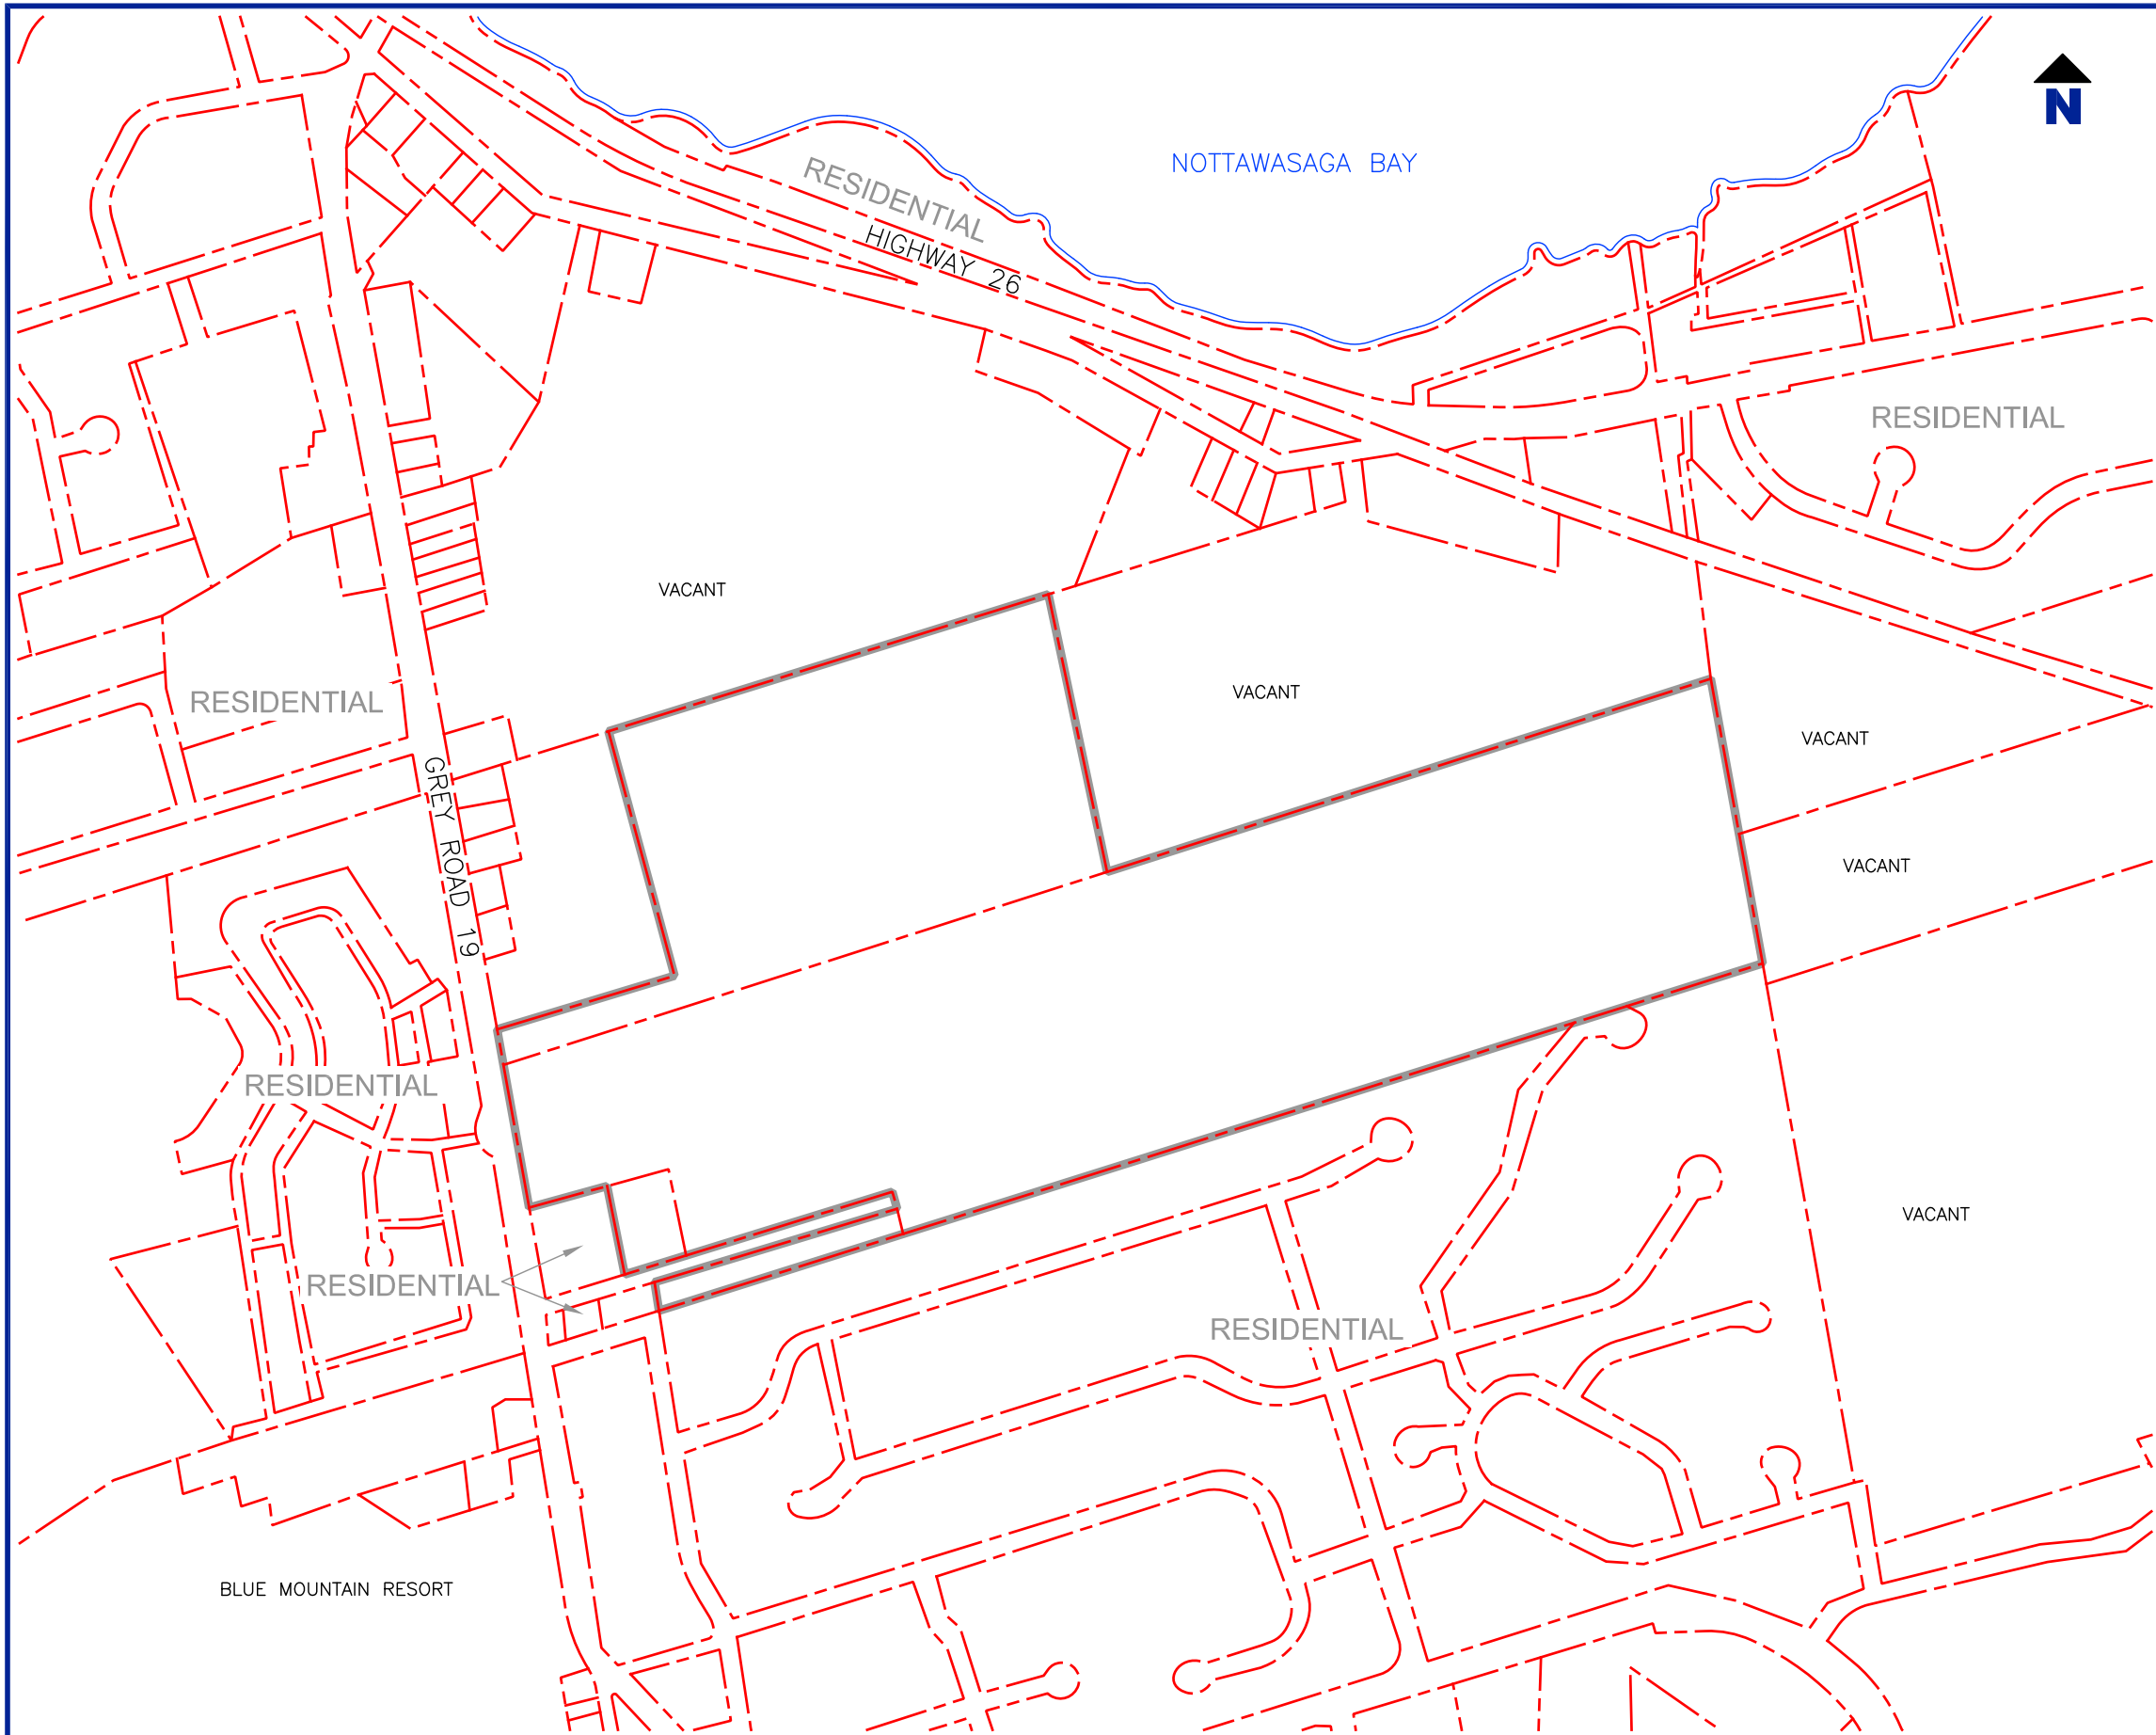 N
NOTTAWASAGA BAY
RESIDENTIAL
HIGHWAY 26
RESIDENTIAL
VACANT
VACANT
RESIDENTIAL
VACANT
GREY ROAD 19
VACANT
RESIDENTIAL
VACANT
RESIDENTIAL
RESIDENTIAL
BLUE MOUNTAIN RESORT